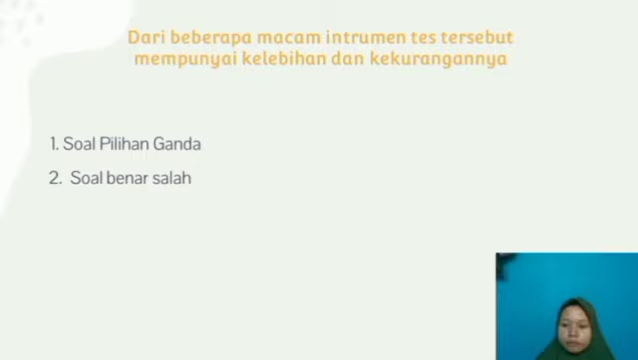 Dari beberapa macam intrumen tes tersebut
mempunyai kelebihan dan kekurangannya
1. Soal Pilihan Ganda
2. Soal benar salah